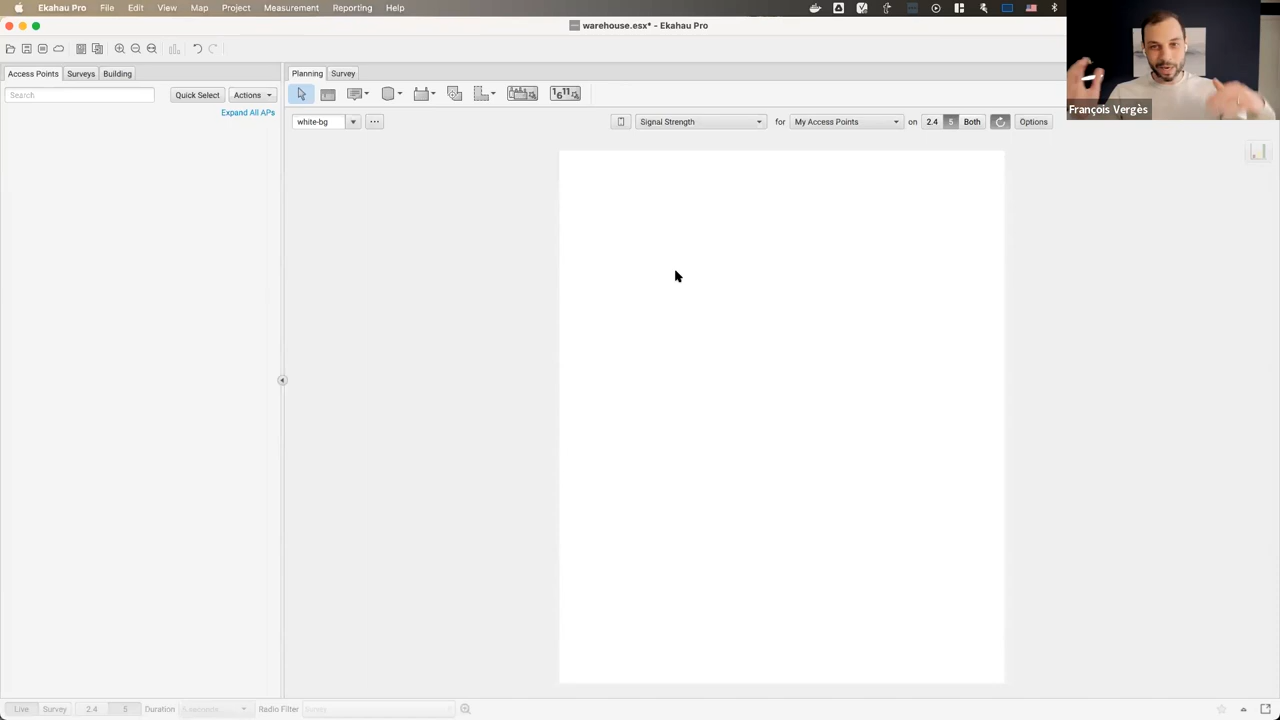 Ekahau Pro File Edit View Map Project Measurement Reporting Help
warehouse.esx* - Ekahau Pro
Access Points Surveys Building
Planning Survey
Search Quick Select Actions
Expand All APs
white-bg Signal Strength for My Access Points on 2.4 5 Both Options
François Vergès
Live Survey 2.4 5 Duration Radio Filter